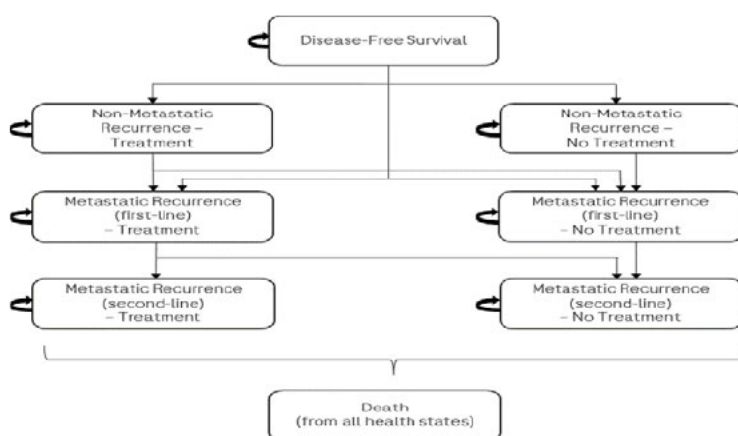 Disease-Free Survival
Non-Metastatic
Recurrence –
Treatment
Non-Metastatic
Recurrence –
No Treatment
Metastatic Recurrence
(first-line)
– Treatment
Metastatic Recurrence
(first-line)
– No Treatment
Metastatic Recurrence
(second-line)
– Treatment
Metastatic Recurrence
(second-line)
– No Treatment
Death
(from all health states)